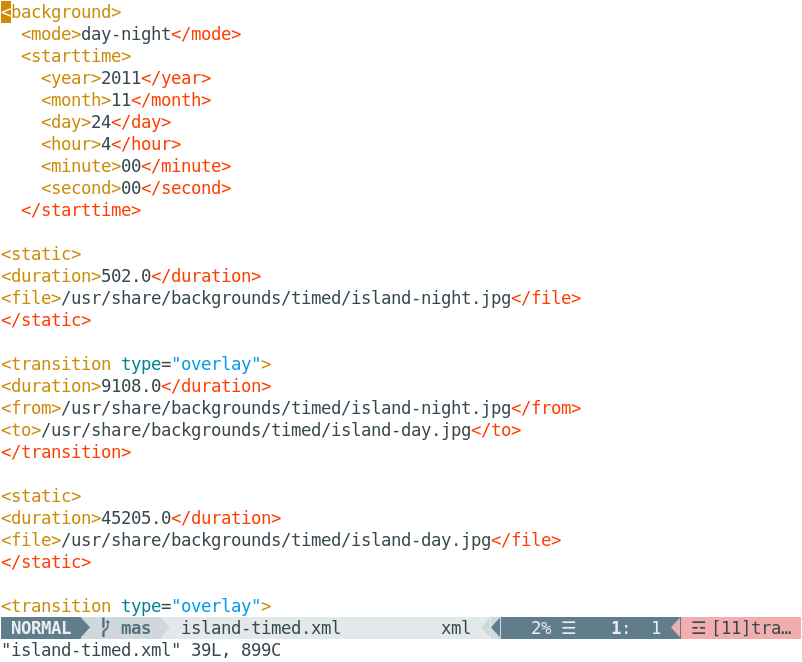 <background>
  <mode>day-night</mode>
  <starttime>
    <year>2011</year>
    <month>11</month>
    <day>24</day>
    <hour>4</hour>
    <minute>00</minute>
    <second>00</second>
  </starttime>

<static>
<duration>502.0</duration>
<file>/usr/share/backgrounds/timed/island-night.jpg</file>
</static>

<transition type="overlay">
<duration>9108.0</duration>
<from>/usr/share/backgrounds/timed/island-night.jpg</from>
<to>/usr/share/backgrounds/timed/island-day.jpg</to>
</transition>

<static>
<duration>45205.0</duration>
<file>/usr/share/backgrounds/timed/island-day.jpg</file>
</static>

<transition type="overlay">
NORMAL mas island-timed.xml xml 2% ☰ 1: 1 ☲ [11]tra…
"island-timed.xml" 39L, 899C